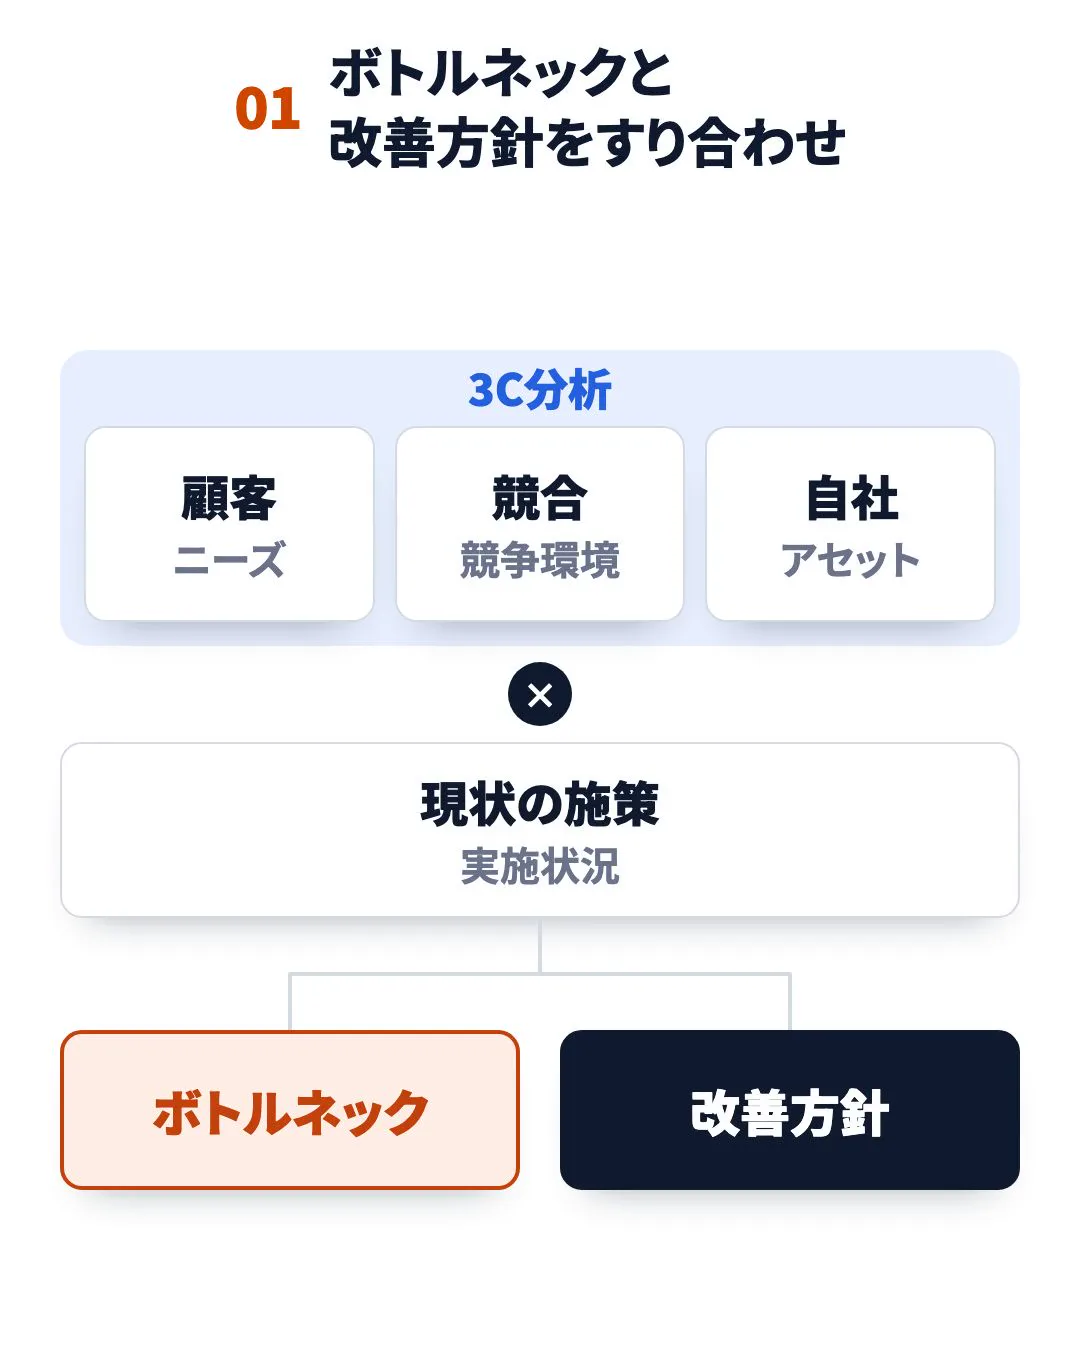 01
ボトルネックと
改善方針をすり合わせ
3C分析
顧客
ニーズ
競合
競争環境
自社
アセット
×
現状の施策
実施状況
ボトルネック
改善方針